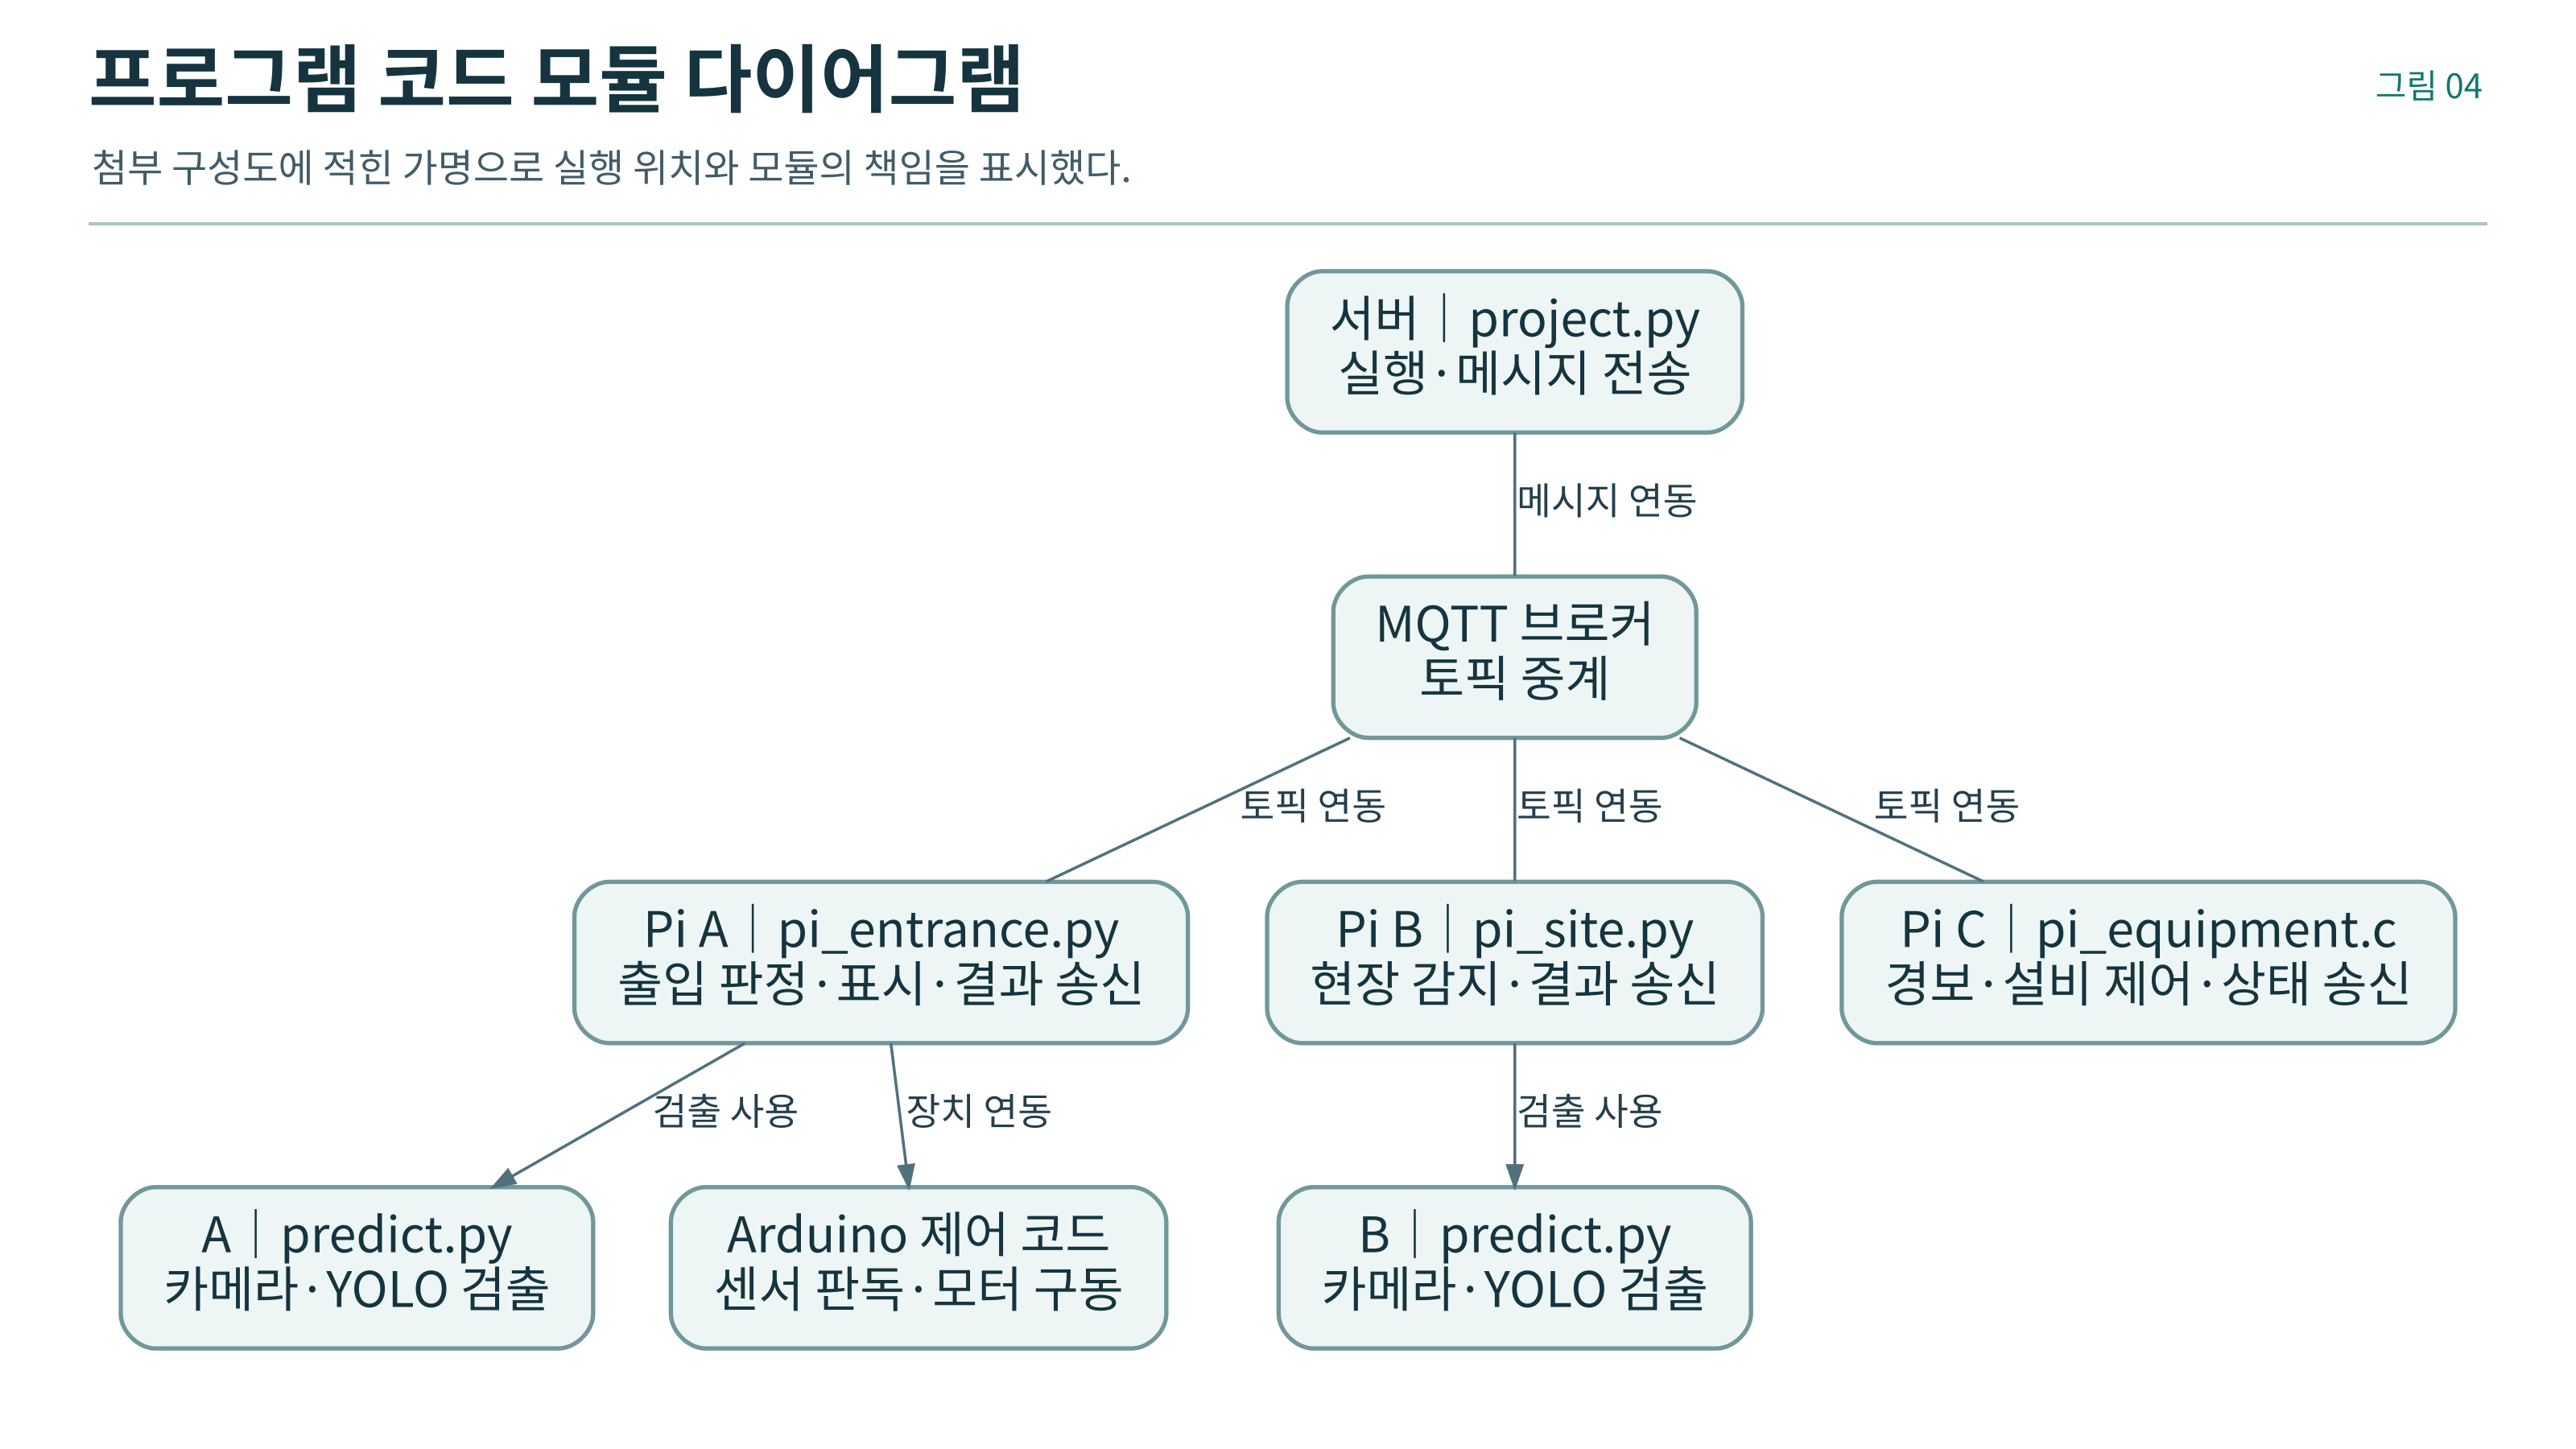 프로그램 코드 모듈 다이어그램
그림 04
첨부 구성도에 적힌 가명으로 실행 위치와 모듈의 책임을 표시했다.
서버｜project.py
실행·메시지 전송
메시지 연동
MQTT 브로커
토픽 중계
토픽 연동
토픽 연동
토픽 연동
Pi A｜pi_entrance.py
출입 판정·표시·결과 송신
Pi B｜pi_site.py
현장 감지·결과 송신
Pi C｜pi_equipment.c
경보·설비 제어·상태 송신
검출 사용
장치 연동
검출 사용
A｜predict.py
카메라·YOLO 검출
Arduino 제어 코드
센서 판독·모터 구동
B｜predict.py
카메라·YOLO 검출